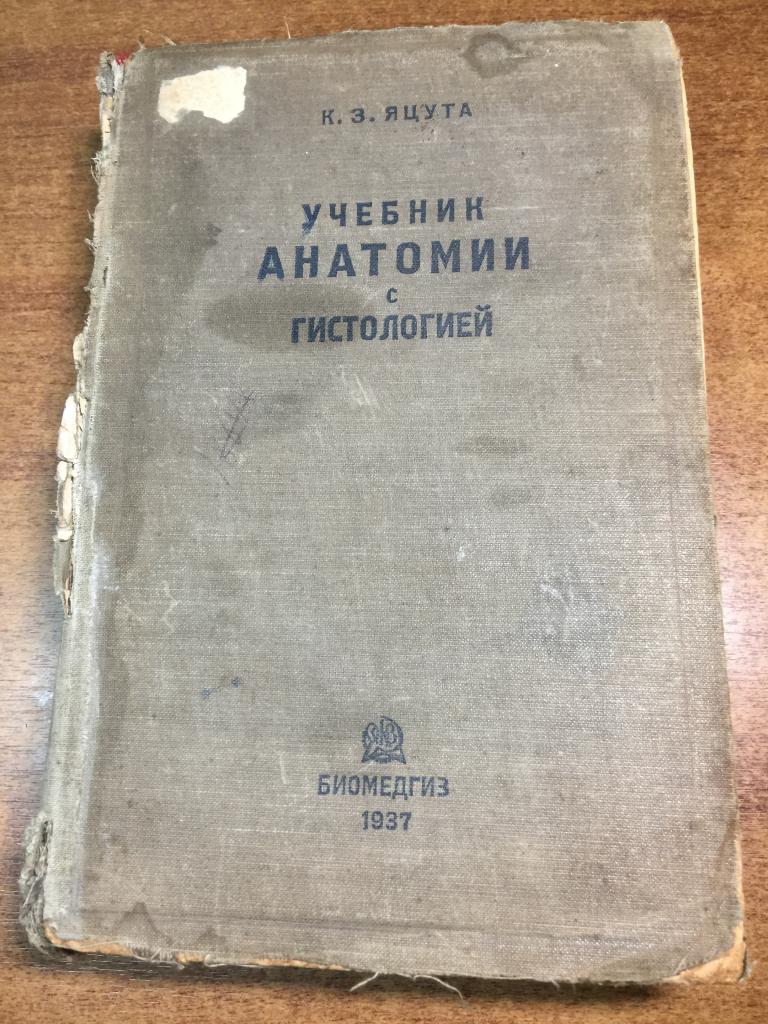 К. З. ЯЦУТА
УЧЕБНИК
АНАТОМИИ
с
ГИСТОЛОГИЕЙ
БИОМЕДГИЗ
1937